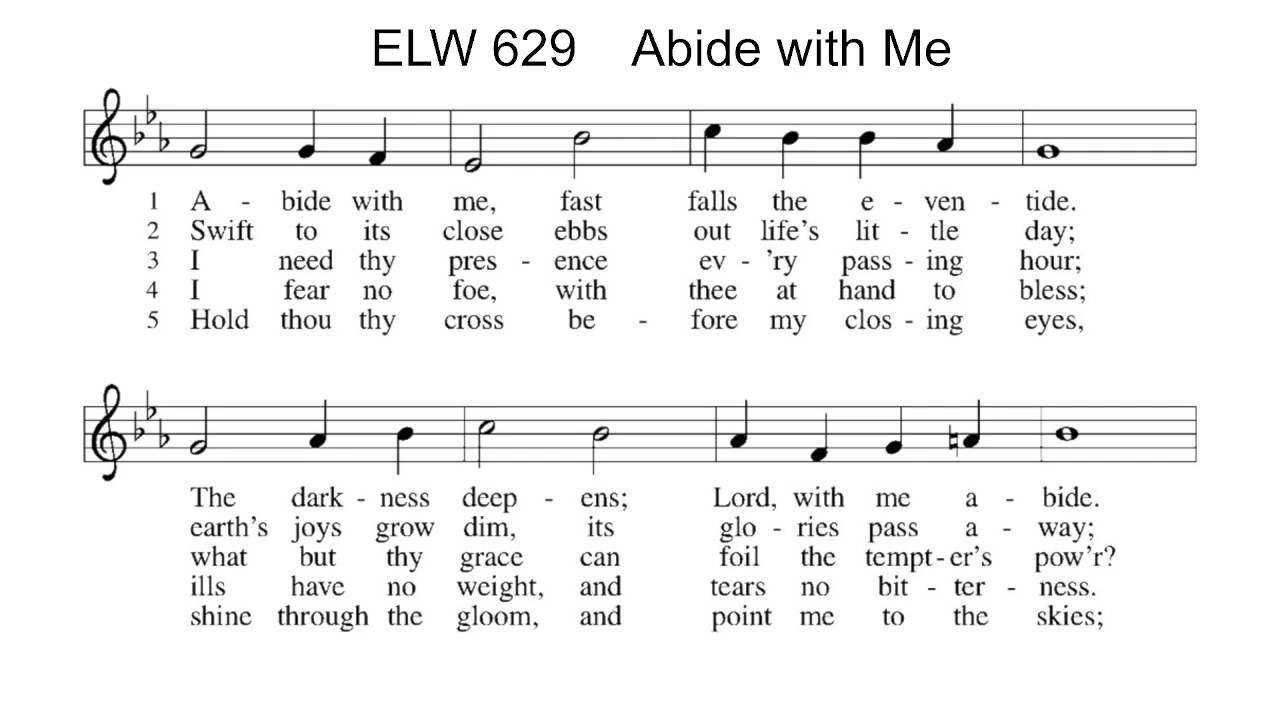 ELW 629 Abide with Me
1 A - bide with me, fast falls the e - ven - tide.
2 Swift to its close ebbs out life's lit - tle day;
3 I need thy pres - ence ev - 'ry pass - ing hour;
4 I fear no foe, with thee at hand to bless;
5 Hold thou thy cross be - fore my clos - ing eyes,
The dark - ness deep - ens; Lord, with me a - bide.
earth's joys grow dim, its glo - ries pass a - way;
what but thy grace can foil the tempt - er's pow'r?
ills have no weight, and tears no bit - ter - ness.
shine through the gloom, and point me to the skies;